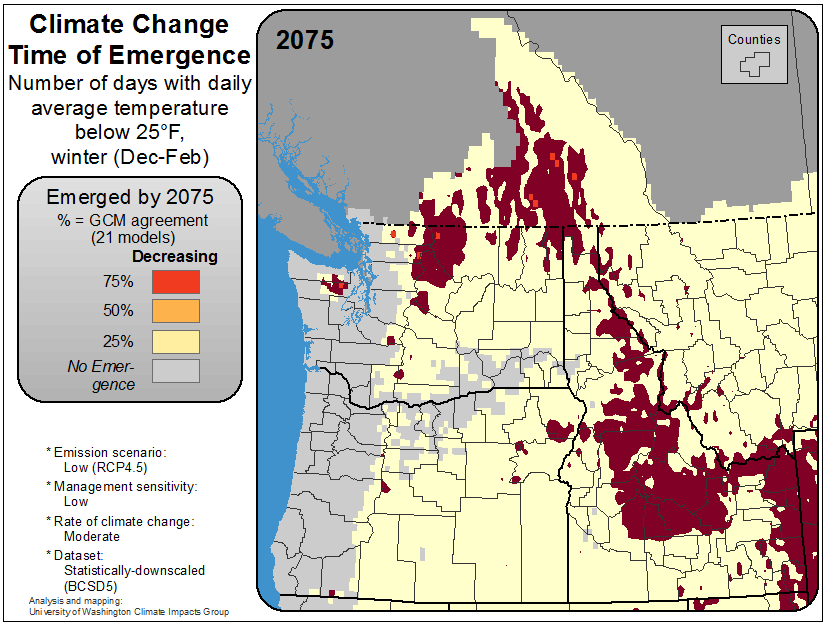 Climate Change
Time of Emergence
Number of days with daily
average temperature
below 25°F,
winter (Dec-Feb)
2075
Counties
Emerged by 2075
% = GCM agreement
(21 models)
Decreasing
75%
50%
25%
No Emer-
gence
* Emission scenario:
Low (RCP4.5)
* Management sensitivity:
Low
* Rate of climate change:
Moderate
* Dataset:
Statistically-downscaled
(BCSD5)
Analysis and mapping:
University of Washington Climate Impacts Group